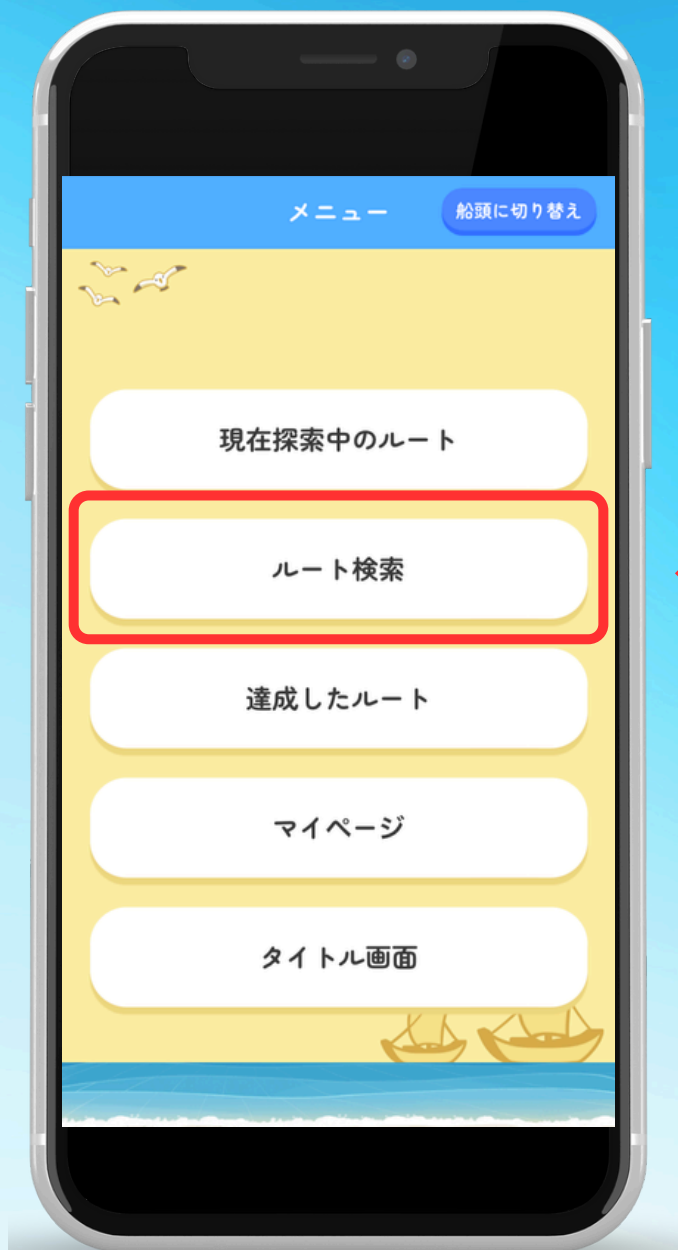 メニュー
船頭に切り替え
現在探索中のルート
ルート検索
達成したルート
マイページ
タイトル画面